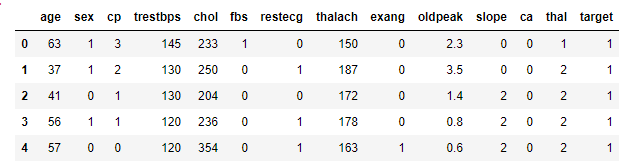 age sex cp trestbps chol fbs restecg thalach exang oldpeak slope ca thal target
0 63 1 3 145 233 1 0 150 0 2.3 0 0 1 1
1 37 1 2 130 250 0 1 187 0 3.5 0 0 2 1
2 41 0 1 130 204 0 0 172 0 1.4 2 0 2 1
3 56 1 1 120 236 0 1 178 0 0.8 2 0 2 1
4 57 0 0 120 354 0 1 163 1 0.6 2 0 2 1